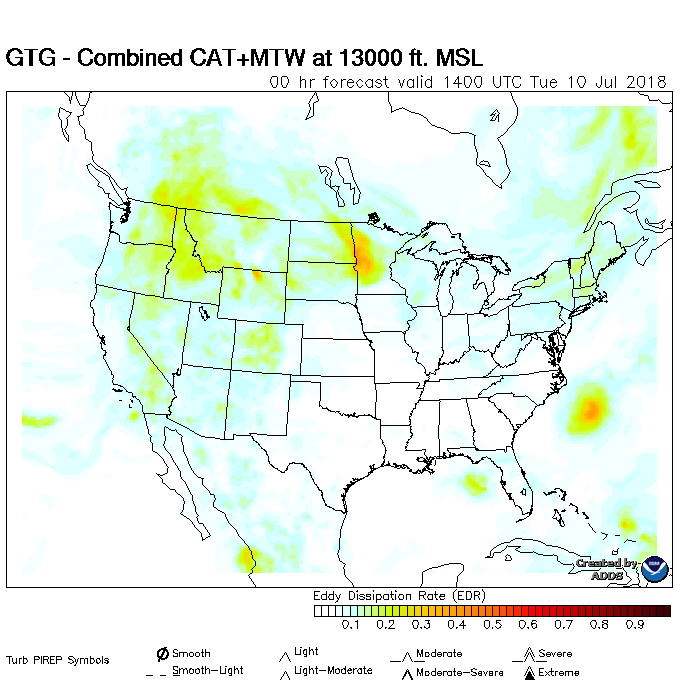 GTG - Combined CAT+MTW at 13000 ft. MSL
00 hr forecast valid 1400 UTC Tue 10 Jul 2018
Created by
ADDS
Eddy Dissipation Rate (EDR)
0.1 0.2 0.3 0.4 0.5 0.6 0.7 0.8 0.9
Turb PIREP Symbols
Smooth Light Moderate Severe
Smooth-Light Light-Moderate Moderate-Severe Extreme